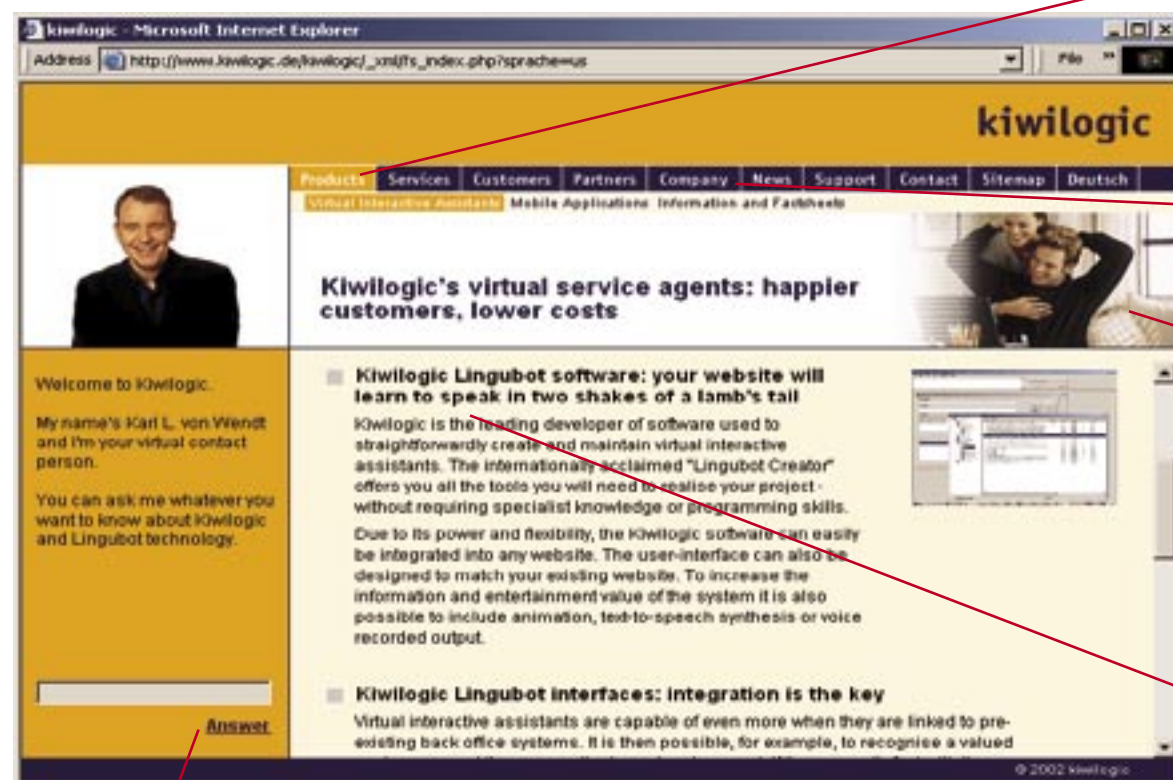 kiwilogic - Microsoft Internet Explorer
Address http://www.kiwilogic.de/kiwilogic/_xml/fs_index.php?sprache=us File »
kiwilogic
Products Services Customers Partners Company News Support Contact Sitemap Deutsch
Virtual Interactive Assistants Mobile Applications Information and Factsheets
Kiwilogic's virtual service agents: happier
customers, lower costs
Welcome to Kiwilogic.
My name's Karl L. von Wendt
and I'm your virtual contact
person.
You can ask me whatever you
want to know about Kiwilogic
and Lingubot technology.
Answer
Kiwilogic Lingubot software: your website will
learn to speak in two shakes of a lamb's tail
Kiwilogic is the leading developer of software used to
straightforwardly create and maintain virtual interactive
assistants. The internationally acclaimed "Lingubot Creator"
offers you all the tools you will need to realise your project -
without requiring specialist knowledge or programming skills.
Due to its power and flexibility, the Kiwilogic software can easily
be integrated into any website. The user-interface can also be
designed to match your existing website. To increase the
information and entertainment value of the system it is also
possible to include animation, text-to-speech synthesis or voice
recorded output.
Kiwilogic Lingubot interfaces: integration is the key
Virtual interactive assistants are capable of even more when they are linked to pre-
existing back office systems. It is then possible, for example, to recognise a valued
© 2002 kiwilogic